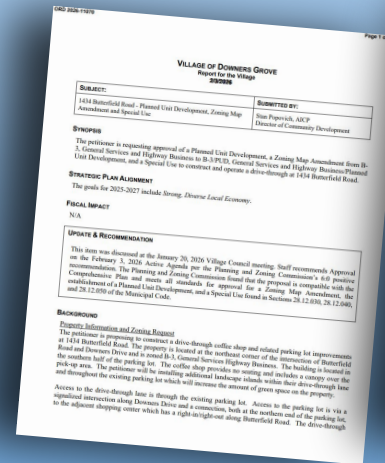 ORD 2026-11070
Page 1 o
VILLAGE OF DOWNERS GROVE
Report for the Village
2/3/2026
SUBJECT:
SUBMITTED BY:
1434 Butterfield Road - Planned Unit Development, Zoning Map
Amendment and Special Use
Stan Popovich, AICP
Director of Community Development
SYNOPSIS
The petitioner is requesting approval of a Planned Unit Development, a Zoning Map Amendment from B-
3, General Services and Highway Business to B-3/PUD, General Services and Highway Business/Planned
Unit Development, and a Special Use to construct and operate a drive-through at 1434 Butterfield Road.
STRATEGIC PLAN ALIGNMENT
The goals for 2025-2027 include Strong, Diverse Local Economy.
FISCAL IMPACT
N/A
UPDATE & RECOMMENDATION
This item was discussed at the January 20, 2026 Village Council meeting. Staff recommends Approval
on the February 3, 2026 Active Agenda per the Planning and Zoning Commission's 6:0 positive
recommendation. The Planning and Zoning Commission found that the proposal is compatible with the
Comprehensive Plan and meets all standards for approval for a Zoning Map Amendment, the
establishment of a Planned Unit Development, and a Special Use found in Sections 28.12.030, 28.12.040,
and 28.12.050 of the Municipal Code.
BACKGROUND
Property Information and Zoning Request
The petitioner is proposing to construct a drive-through coffee shop and related parking lot improvements
at 1434 Butterfield Road. The property is located at the northeast corner of the intersection of Butterfield
Road and Downers Drive and is zoned B-3, General Services Highway Business. The building is located in
the southern half of the parking lot. The coffee shop provides no seating and includes a canopy over the
pick-up area. The petitioner will be installing additional landscape islands within their drive-through lane
and throughout the existing parking lot which will increase the amount of green space on the property.
Access to the drive-through lane is through the existing parking lot. Access to the parking lot is via a
signalized intersection along Downers Drive and a connection, both at the northern end of the parking lot,
to the adjacent shopping center which has a right-in/right-out along Butterfield Road. The drive-through